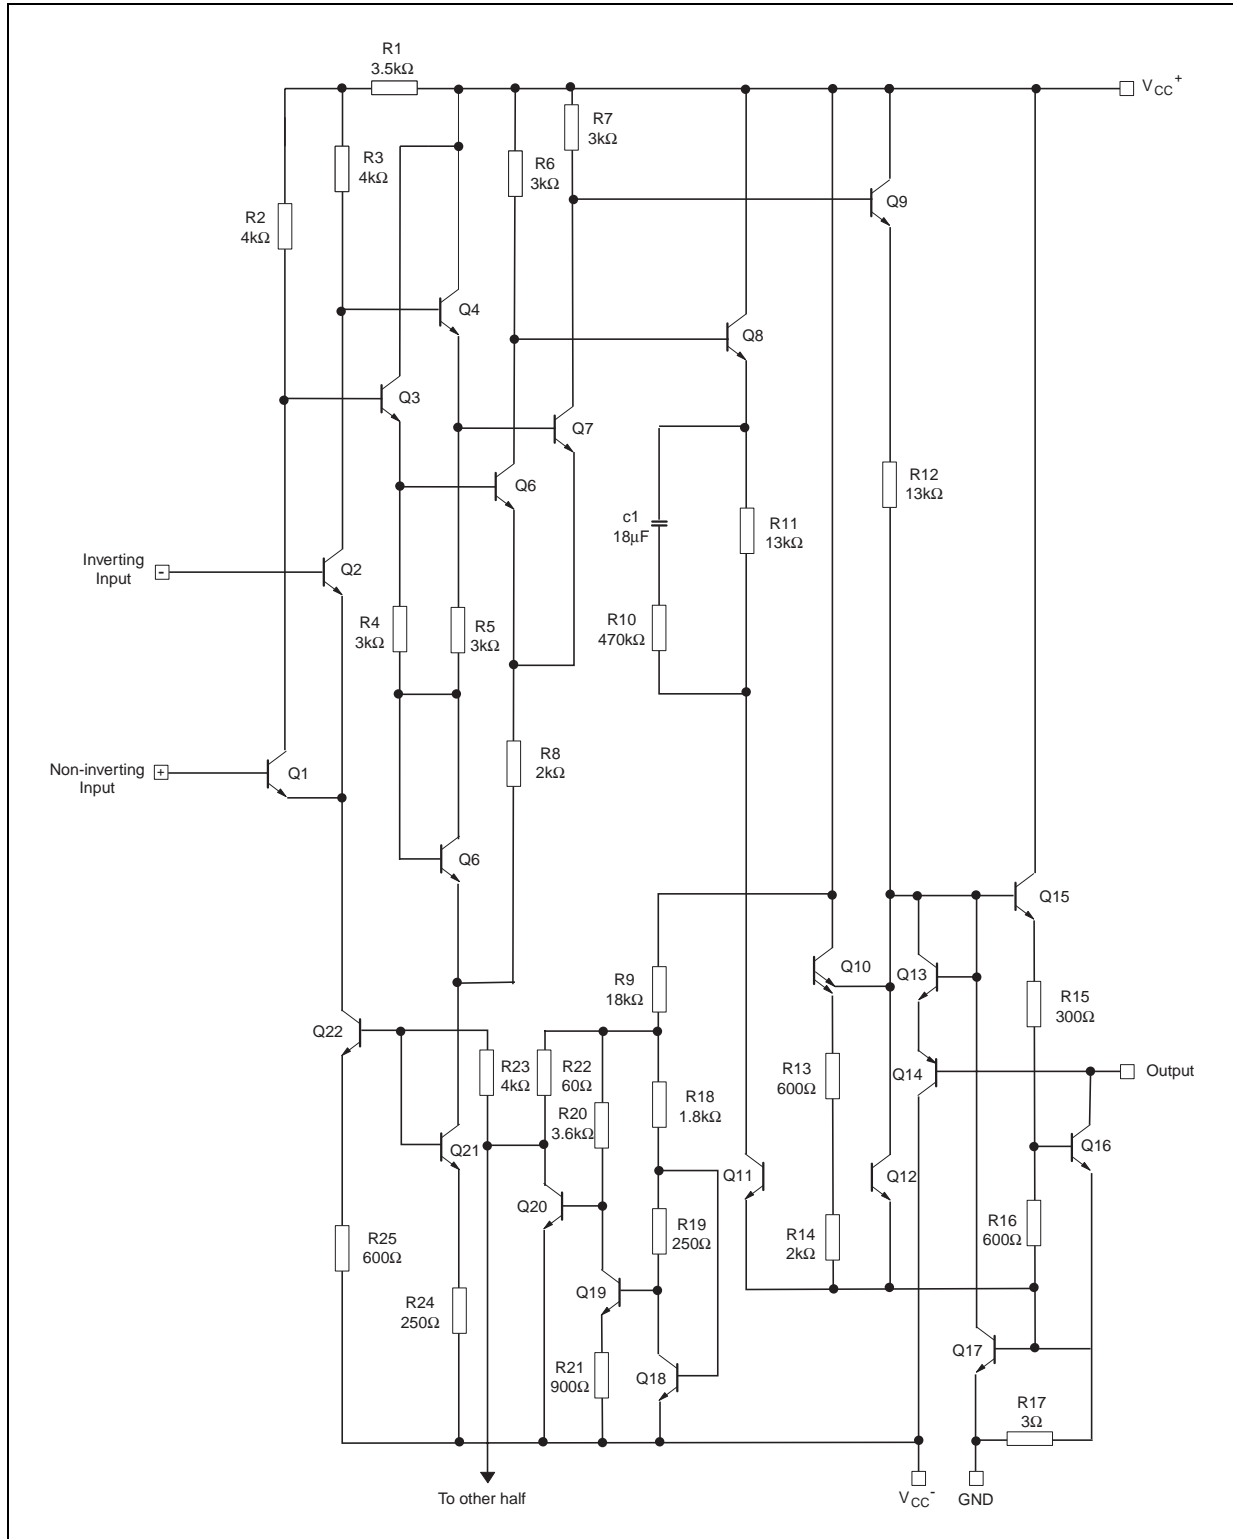 R1
3.5kΩ
VCC+
R7
3kΩ
R3
4kΩ
R6
3kΩ
Q9
R2
4kΩ
Q4
Q8
Q3
Q7
R12
13kΩ
Q6
c1
18μF
R11
13kΩ
Inverting
Input
-
Q2
R4
3kΩ
R5
3kΩ
R10
470kΩ
Non-inverting
Input
+
Q1
R8
2kΩ
Q6
Q15
R9
18kΩ
Q10
Q13
R15
300Ω
Q22
R23
4kΩ
R22
60Ω
R13
600Ω
Q14
Output
R20
3.6kΩ
R18
1.8kΩ
Q21
Q16
Q11
Q12
Q20
R19
250Ω
R14
2kΩ
R16
600Ω
R25
600Ω
R24
250Ω
Q19
Q17
R21
900Ω
Q18
R17
3Ω
To other half
VCC-
GND